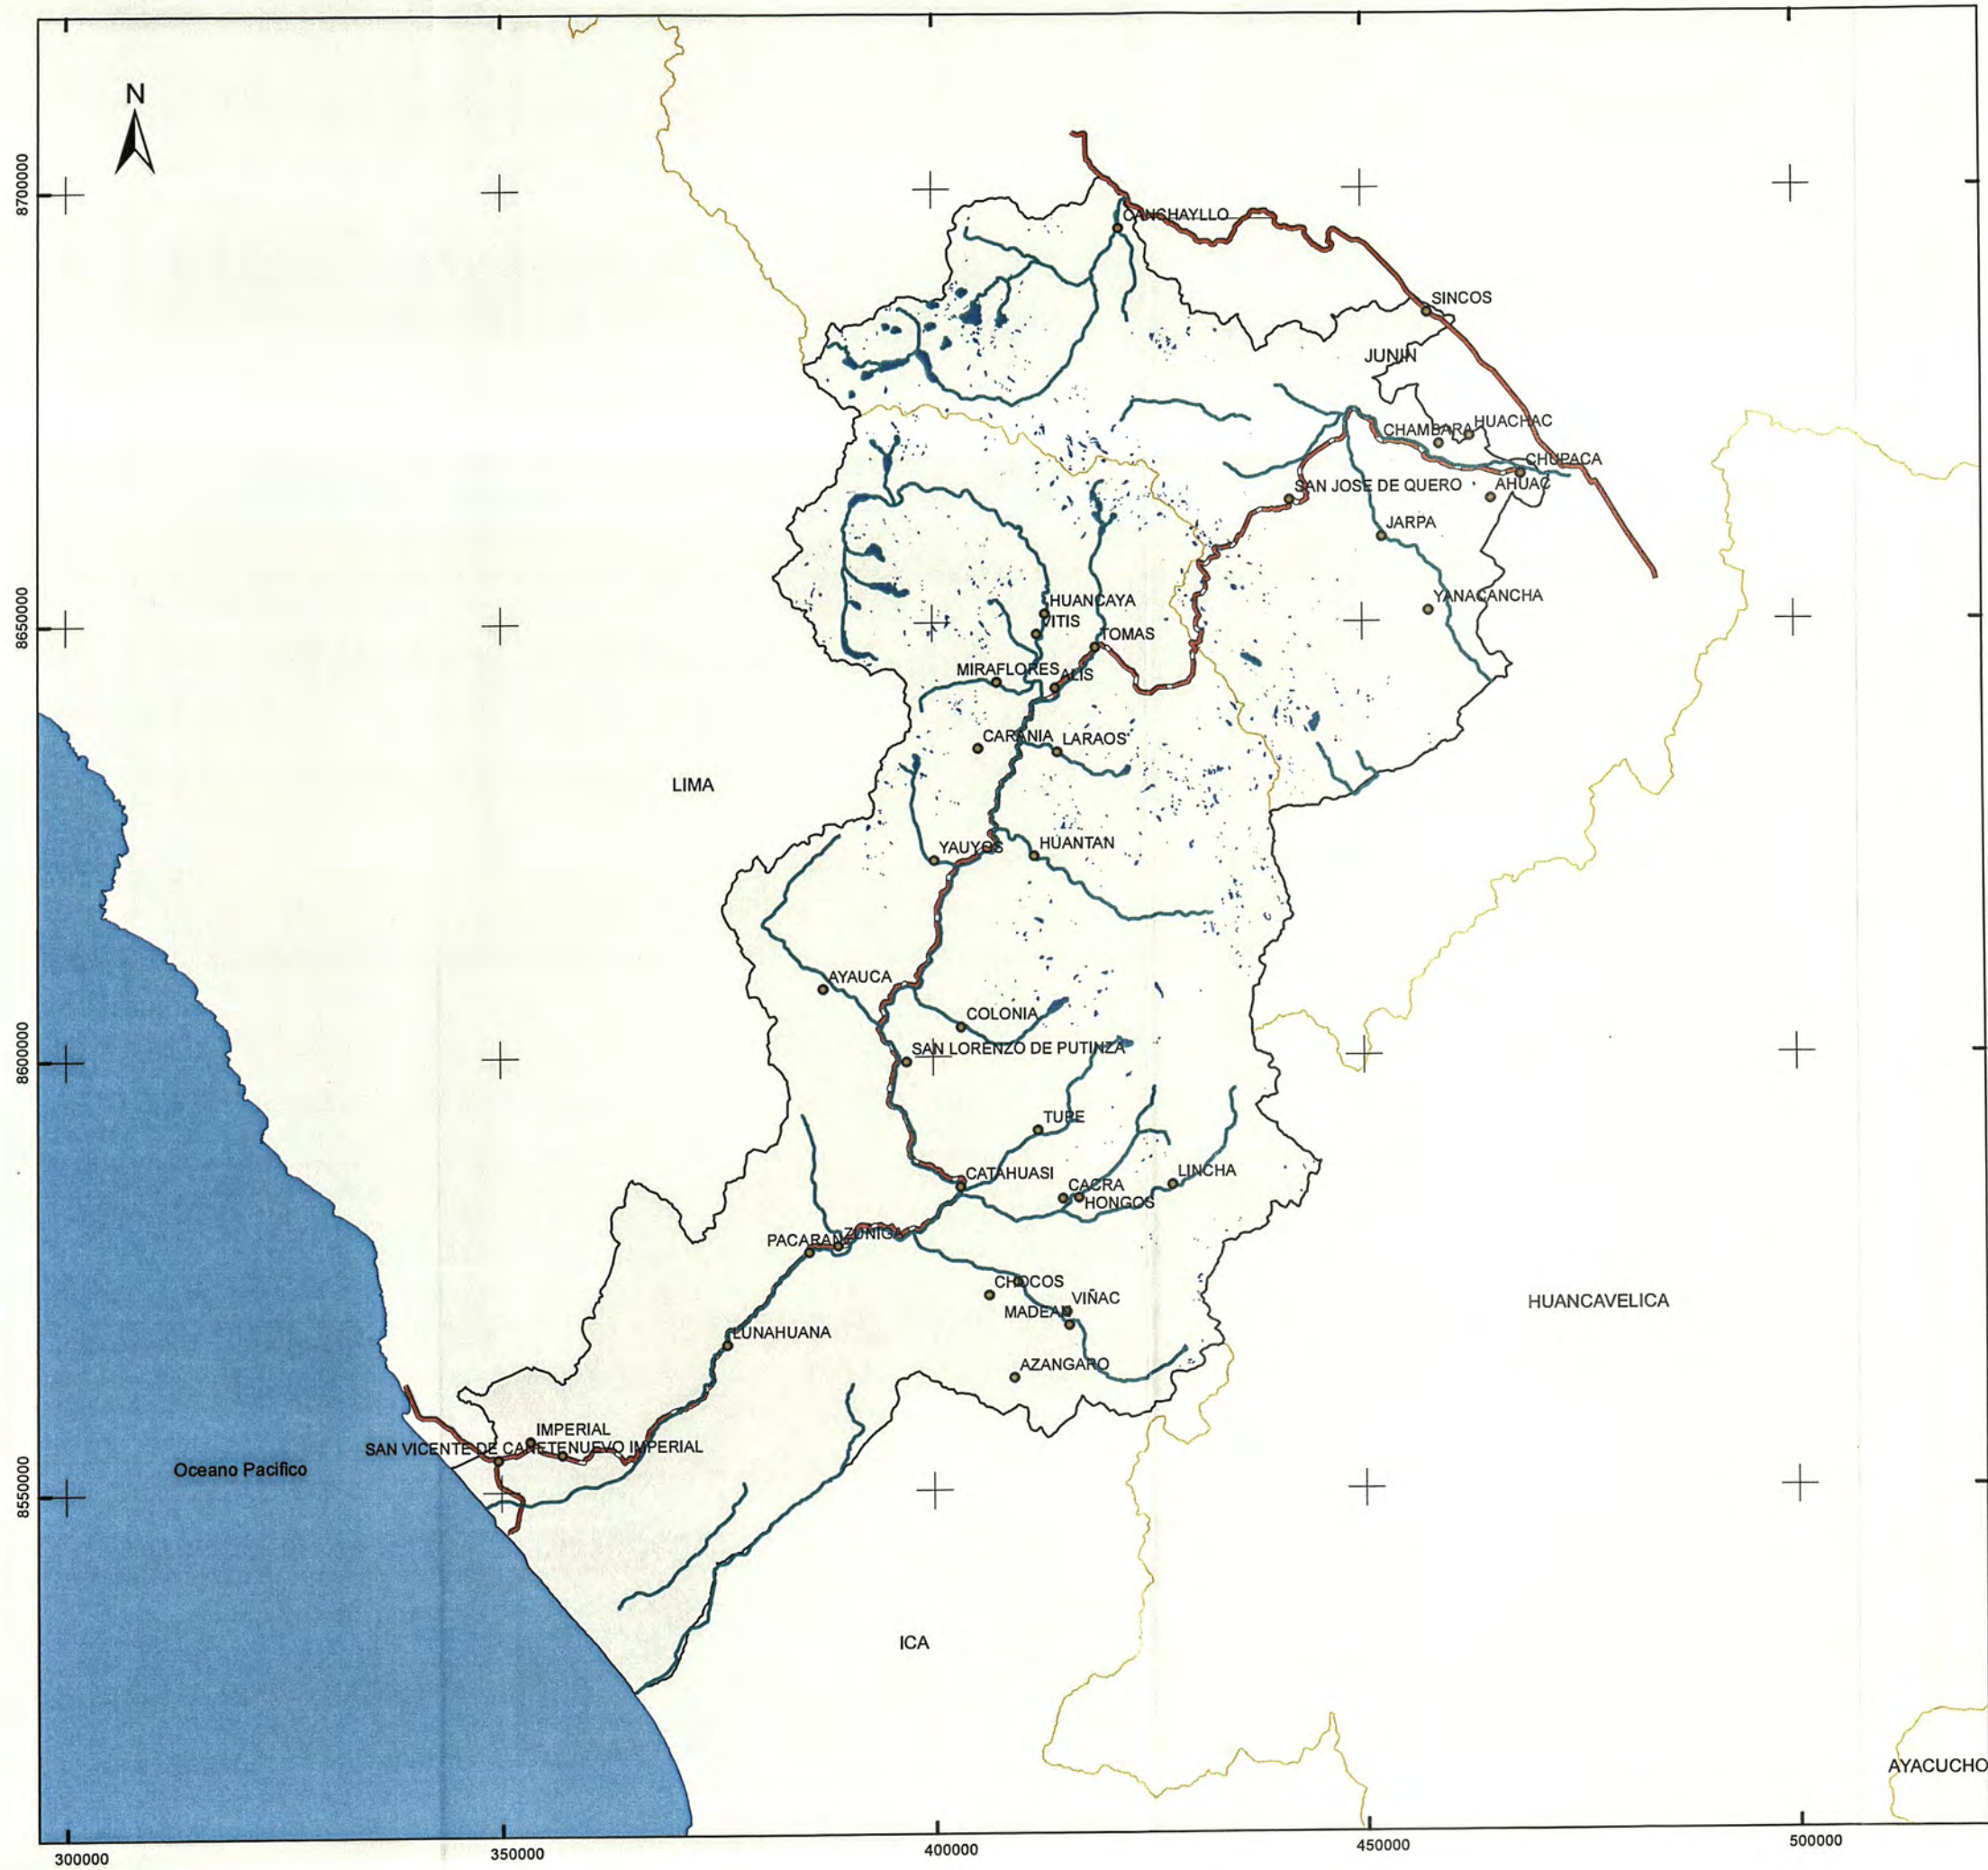 N
8700000
CANCHAYLLO
SINCOS
JUNIN
CHAMBARA
HUACHAC
CHUPACA
SAN JOSE DE QUERO
AHUAC
JARPA
HUANCAYA
YANACANCHA
VITIS
8650000
TOMAS
MIRAFLORES
ALIS
CARANIA
LARAOS
LIMA
YAUYOS
HUANTAN
AYAUCA
COLONIA
SAN LORENZO DE PUTINZA
8600000
TUPE
CATAHUASI
LINCHA
CACRA
HONGOS
PACARAN
ZUÑIGA
CHOCOS
VIÑAC
MADEAN
HUANCAVELICA
LUNAHUANA
AZANGARO
IMPERIAL
SAN VICENTE DE CAÑETE
NUEVO IMPERIAL
Oceano Pacifico
8550000
ICA
AYACUCHO
300000
350000
400000
450000
500000